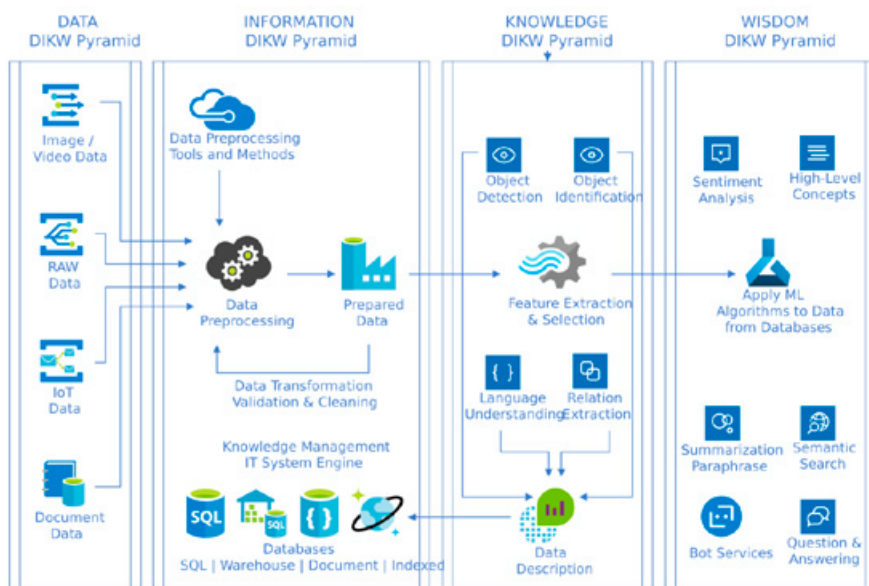 DATA
DIKW Pyramid
INFORMATION
DIKW Pyramid
KNOWLEDGE
DIKW Pyramid
WISDOM
DIKW Pyramid
Image /
Video Data
RAW
Data
IoT
Data
Document
Data
Data Preprocessing
Tools and Methods
Data
Preprocessing
Prepared
Data
Data Transformation
Validation & Cleaning
Knowledge Management
IT System Engine
SQL
SQL
{ }
Databases
SQL | Warehouse | Document | Indexed
Object
Detection
Object
Identification
Feature Extraction
& Selection
{ }
Language
Understanding
Relation
Extraction
Data
Description
Sentiment
Analysis
High-Level
Concepts
Apply ML
Algorithms to Data
from Databases
Summarization
Paraphrase
Semantic
Search
Bot Services
Question &
Answering